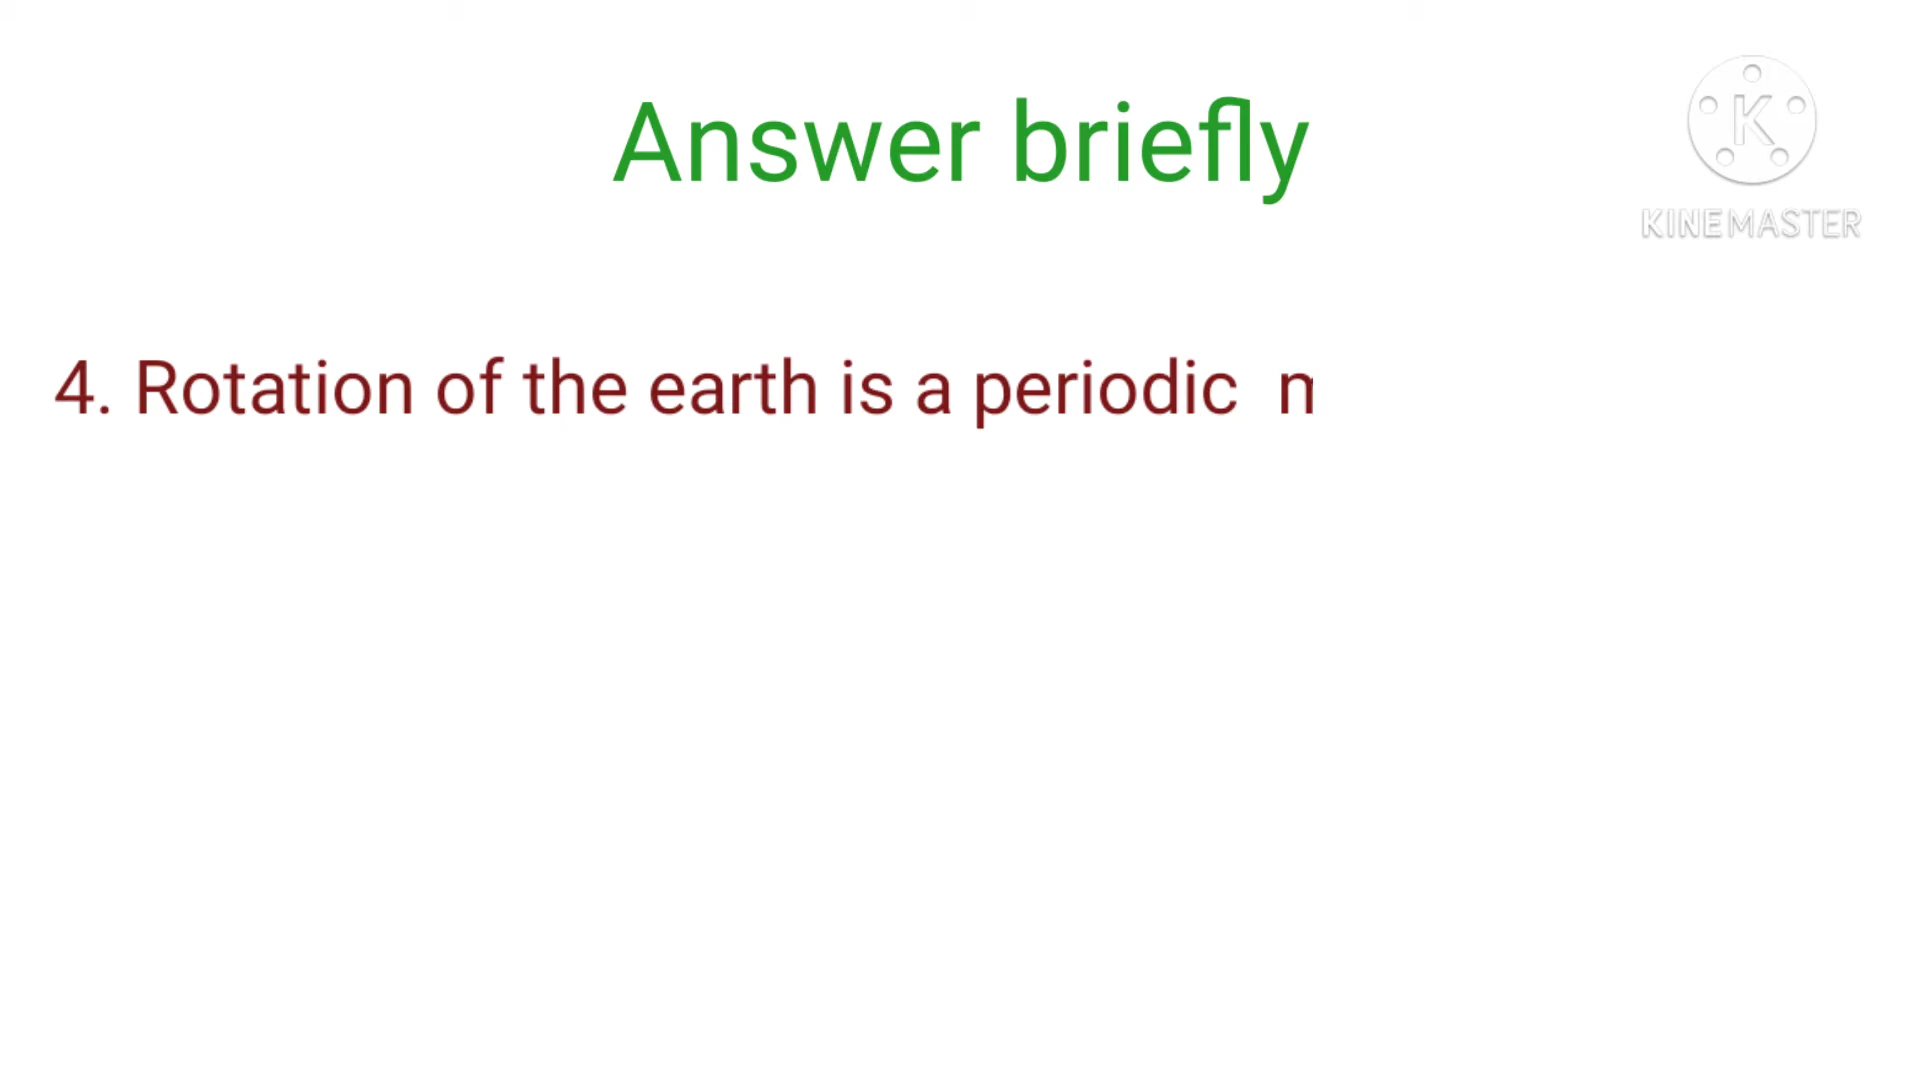 Answer briefly
K
KINEMASTER
4. Rotation of the earth is a periodic